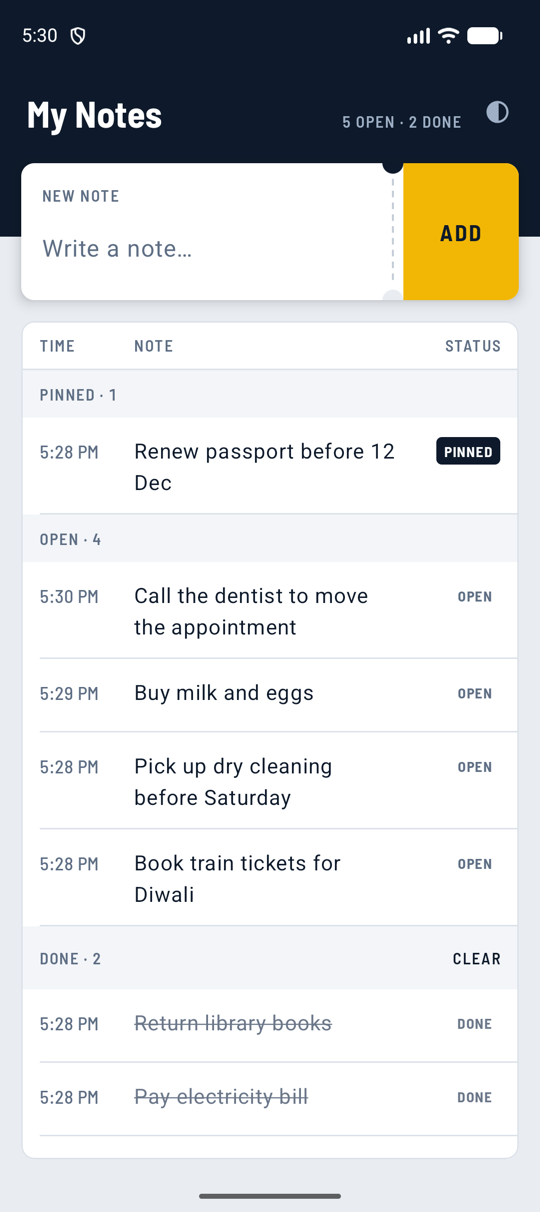 5:30
My Notes
5 OPEN · 2 DONE
NEW NOTE
Write a note…
ADD
TIME NOTE STATUS
PINNED · 1
5:28 PM Renew passport before 12 PINNED
Dec
OPEN · 4
5:30 PM Call the dentist to move OPEN
the appointment
5:29 PM Buy milk and eggs OPEN
5:28 PM Pick up dry cleaning OPEN
before Saturday
5:28 PM Book train tickets for OPEN
Diwali
DONE · 2 CLEAR
5:28 PM Return library books DONE
5:28 PM Pay electricity bill DONE